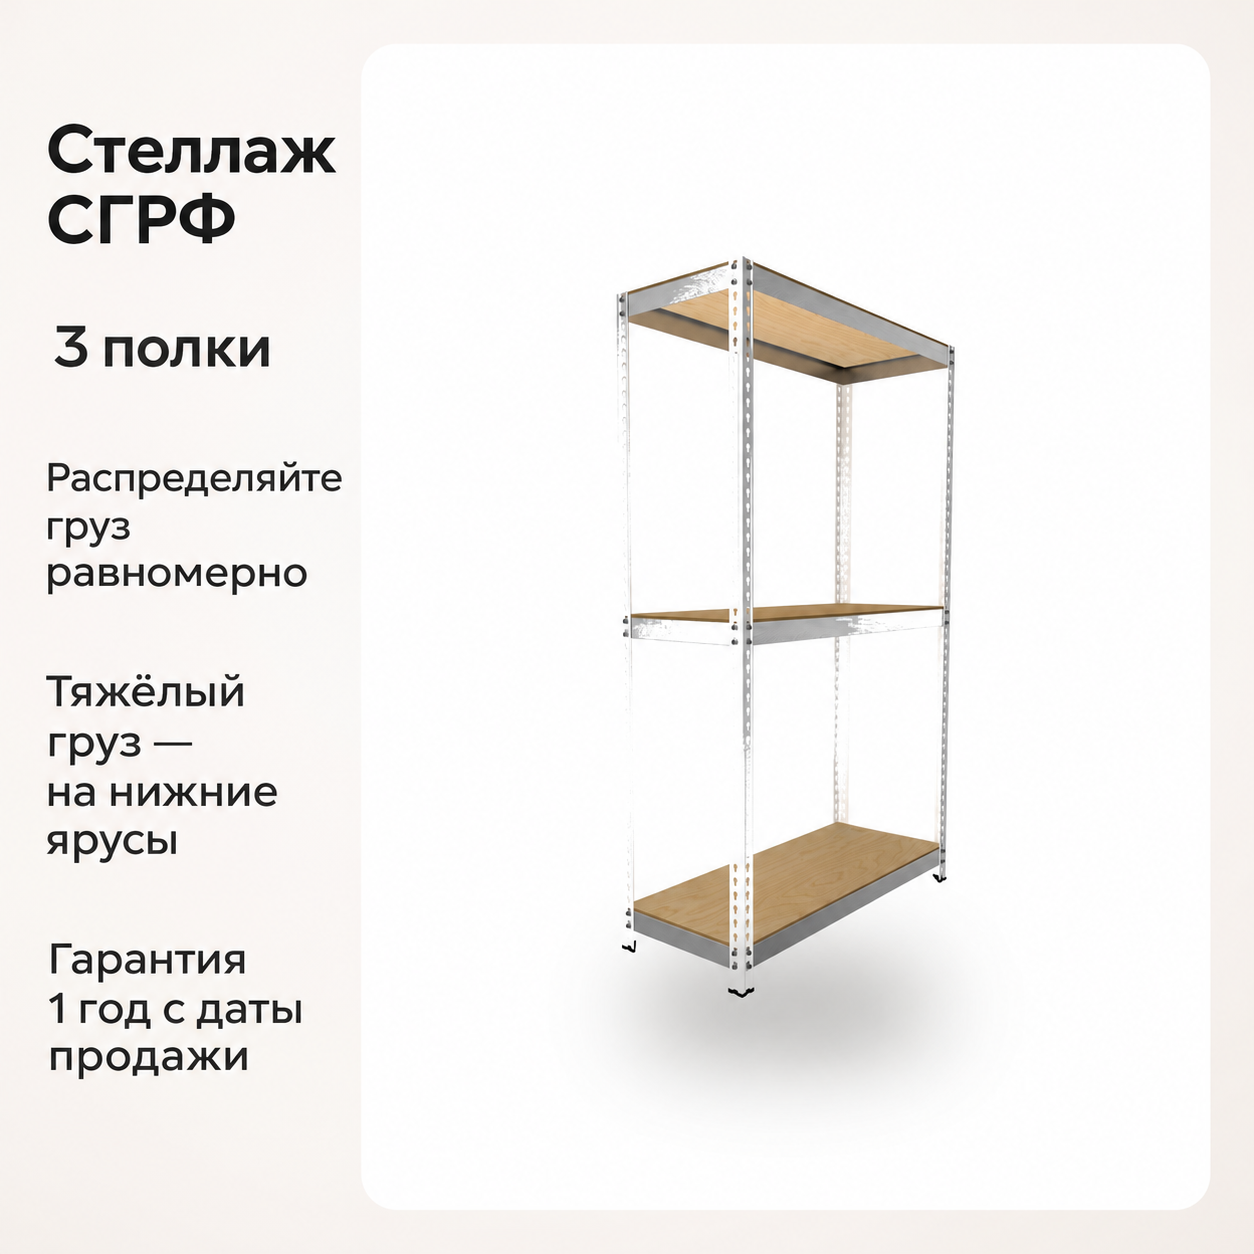 Стеллаж
СГРФ
3 полки
Распределяйте
груз
равномерно
Тяжёлый
груз —
на нижние
ярусы
Гарантия
1 год с даты
продажи